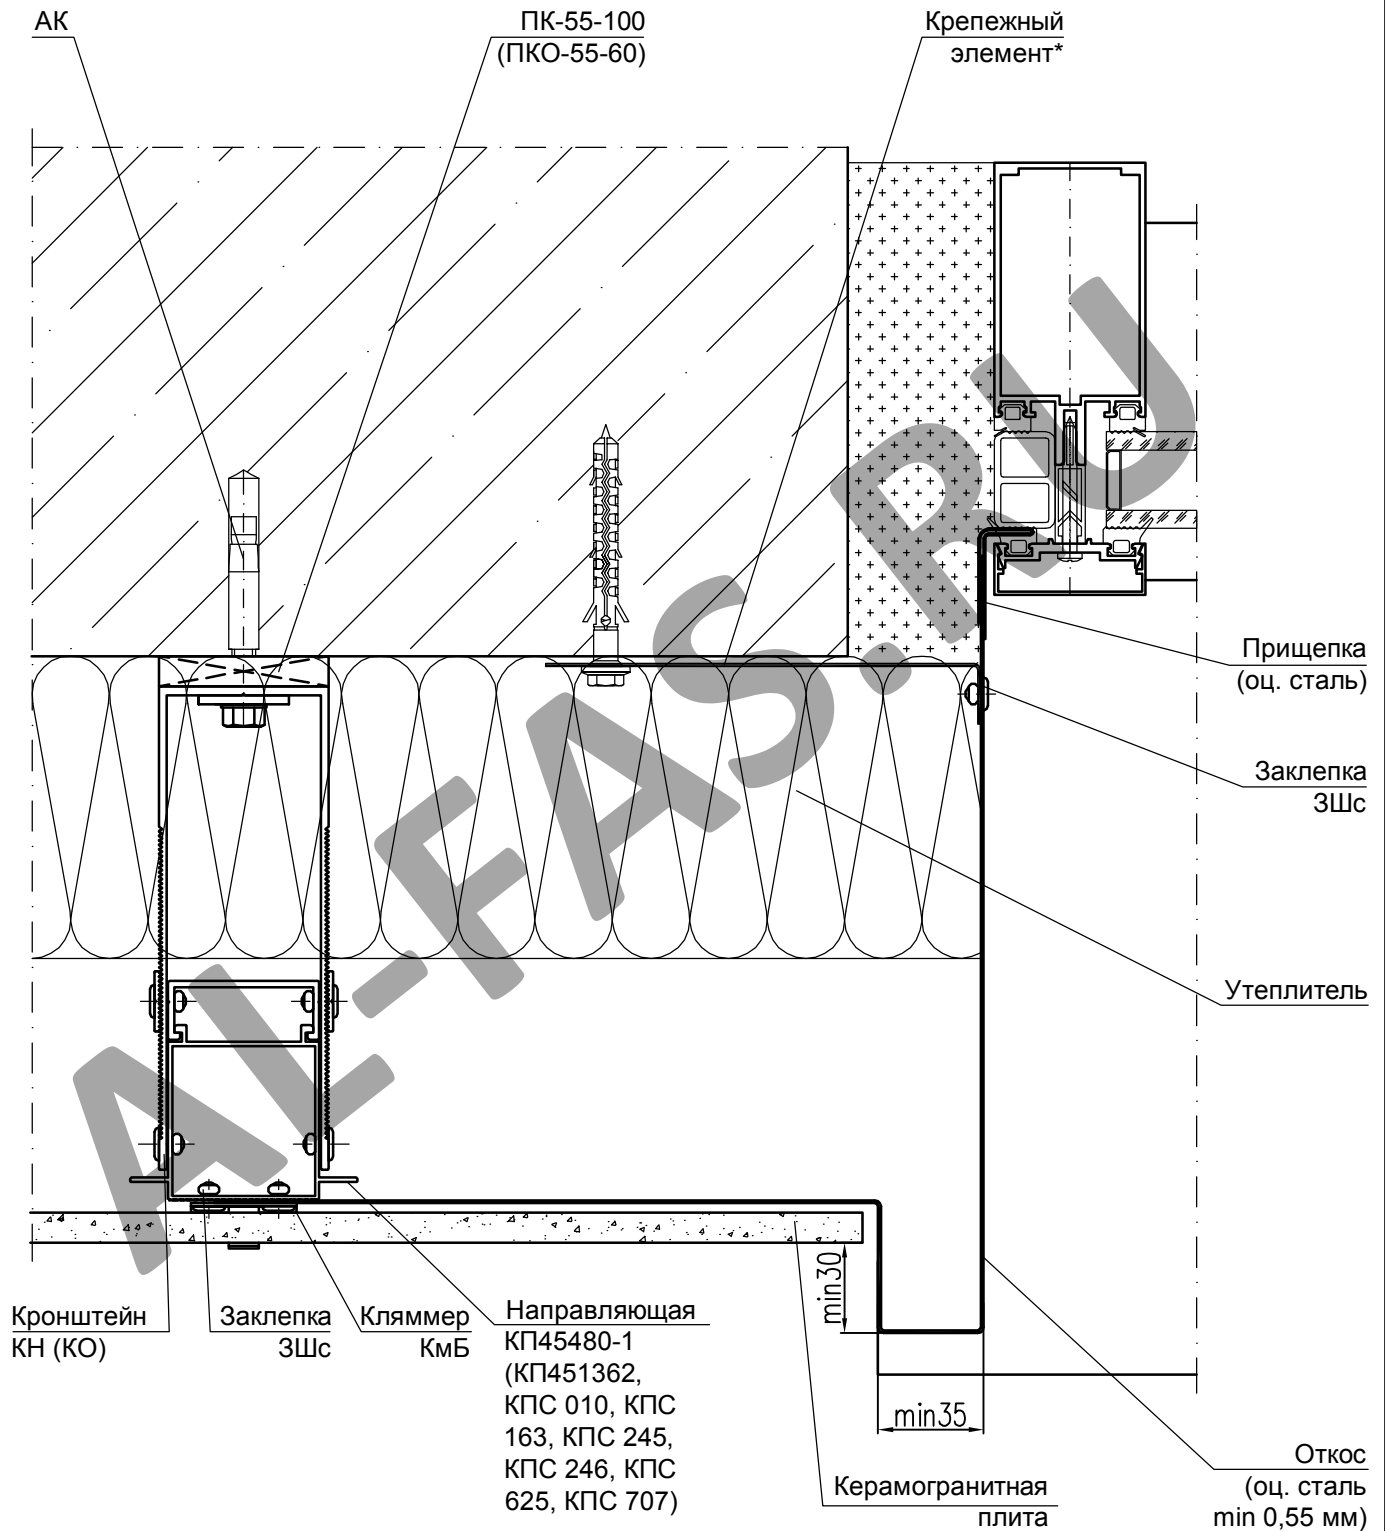 АК
ПК-55-100
(ПКО-55-60)
Крепежный
элемент*
Прищепка
(оц. сталь)
Заклепка
ЗШс
Утеплитель
AL-FAS.RU
min30
min35
Кронштейн
КН (КО)
Заклепка
ЗШс
Кляммер
КмБ
Направляющая
КП45480-1
(КП451362,
КПС 010, КПС
163, КПС 245,
КПС 246, КПС
625, КПС 707)
Керамогранитная
плита
Откос
(оц. сталь
min 0,55 мм)